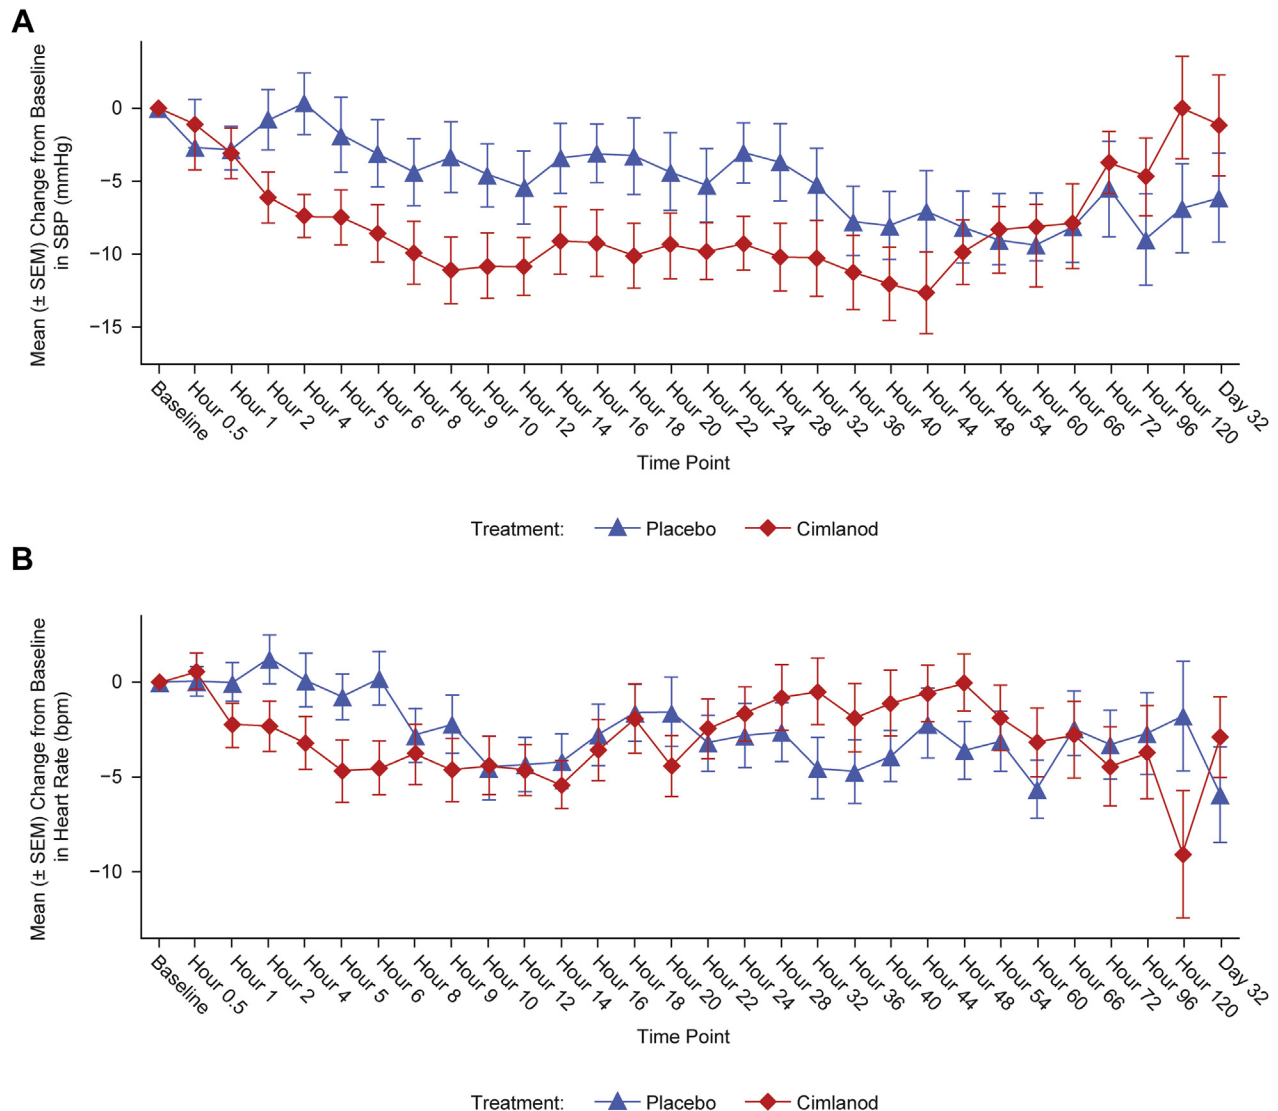 A
Mean (± SEM) Change from Baseline
in SBP (mmHg)
0
−5
−10
−15
Baseline
Hour 0.5
Hour 1
Hour 2
Hour 4
Hour 5
Hour 6
Hour 8
Hour 9
Hour 10
Hour 12
Hour 14
Hour 16
Hour 18
Hour 20
Hour 22
Hour 24
Hour 28
Hour 32
Hour 36
Hour 40
Hour 44
Hour 48
Hour 54
Hour 60
Hour 66
Hour 72
Hour 96
Hour 120
Day 32
Time Point
Treatment: Placebo Cimlanod
B
Mean (± SEM) Change from Baseline
in Heart Rate (bpm)
0
−5
−10
Baseline
Hour 0.5
Hour 1
Hour 2
Hour 4
Hour 5
Hour 6
Hour 8
Hour 9
Hour 10
Hour 12
Hour 14
Hour 16
Hour 18
Hour 20
Hour 22
Hour 24
Hour 28
Hour 32
Hour 36
Hour 40
Hour 44
Hour 48
Hour 54
Hour 60
Hour 66
Hour 72
Hour 96
Hour 120
Day 32
Time Point
Treatment: Placebo Cimlanod